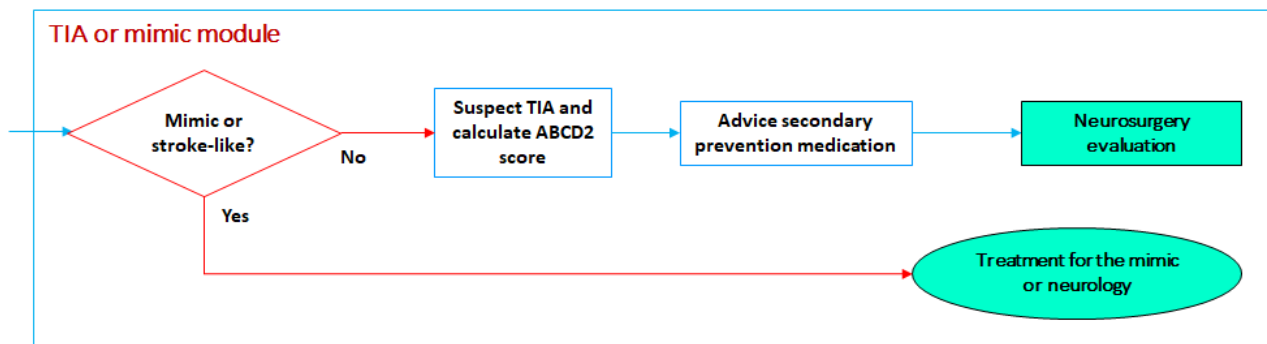 TIA or mimic module
Mimic or
stroke-like?
No
Yes
Suspect TIA and
calculate ABCD2
score
Advice secondary
prevention medication
Neurosurgery
evaluation
Treatment for the mimic
or neurology